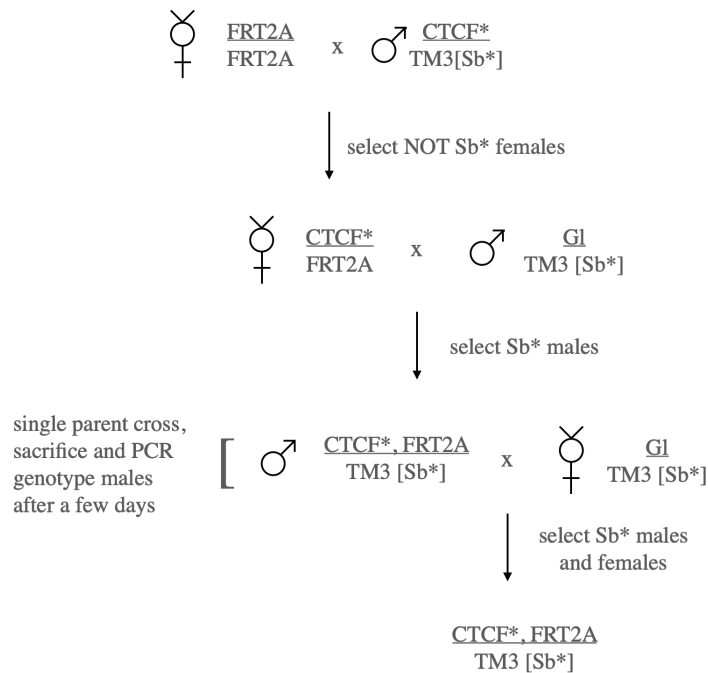 FRT2A
FRT2A
x
CTCF*
TM3[Sb*]
select NOT Sb* females
CTCF*
FRT2A
x
Gl
TM3 [Sb*]
select Sb* males
single parent cross,
sacrifice and PCR
genotype males
after a few days
[
CTCF*, FRT2A
TM3 [Sb*]
x
Gl
TM3 [Sb*]
select Sb* males
and females
CTCF*, FRT2A
TM3 [Sb*]